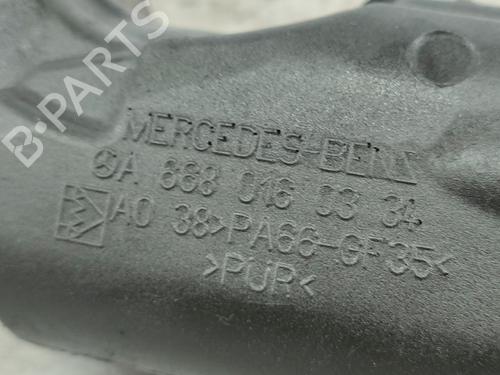 B-PARTS
MERCEDES-BENZ
A 668 016 03 34
A0 38 >PA66-GF35<
>PUR<